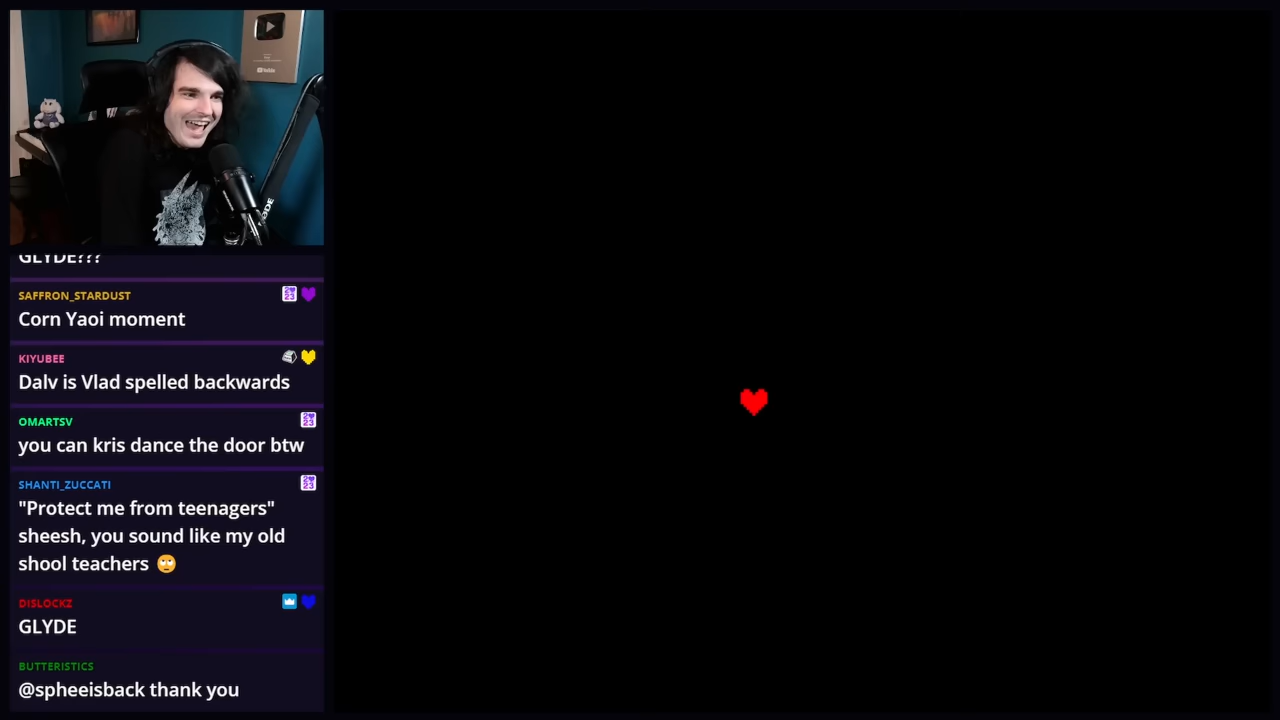 GLYDE???
SAFFRON_STARDUST
Corn Yaoi moment
KIYUBEE
Dalv is Vlad spelled backwards
OMARTSV
you can kris dance the door btw
SHANTI_ZUCCATI
"Protect me from teenagers"
sheesh, you sound like my old
shool teachers 🙄
DISLOCKZ
GLYDE
BUTTERISTICS
@spheeisback thank you